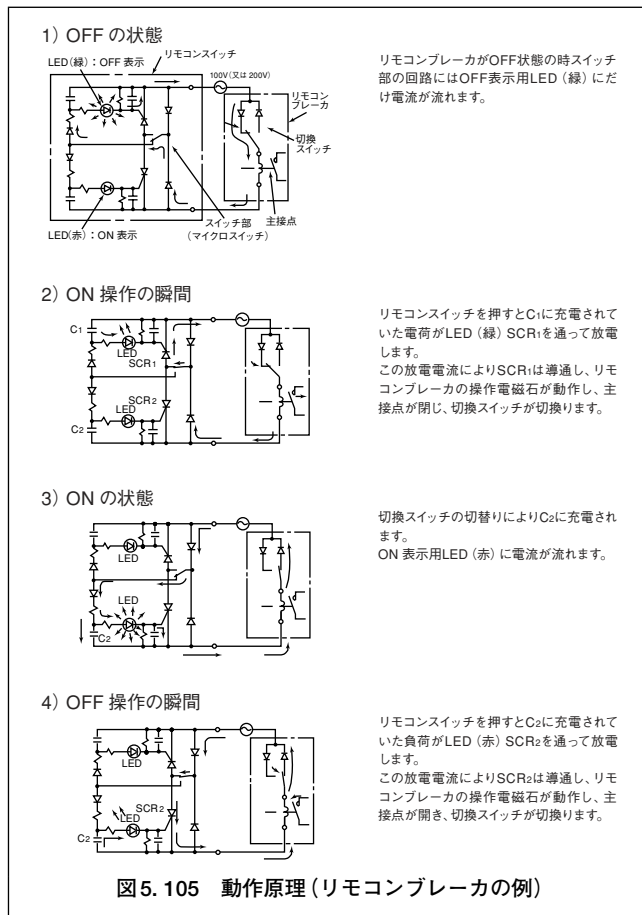 1) OFF の状態
LED(緑)：OFF 表示
リモコンスイッチ
100V(又は 200V)
リモコン
ブレーカ
切換
スイッチ
主接点
スイッチ部
(マイクロスイッチ)
LED(赤)：ON 表示
リモコンブレーカがOFF状態の時スイッチ
部の回路にはOFF表示用LED（緑）にだ
け電流が流れます。
2) ON 操作の瞬間
C1
LED
SCR1
SCR2
LED
C2
リモコンスイッチを押すとC1に充電されて
いた電荷がLED（緑）SCR1を通って放電
します。
この放電電流によりSCR1は導通し、リモ
コンブレーカの操作電磁石が動作し、主
接点が閉じ、切換スイッチが切換ります。
3) ON の状態
LED
LED
C2
切換スイッチの切替りによりC2に充電され
ます。
ON 表示用LED（赤）に電流が流れます。
4) OFF 操作の瞬間
LED
SCR2
LED
C2
リモコンスイッチを押すとC2に充電されて
いた負荷がLED（赤）SCR2を通って放電
します。
この放電電流によりSCR2は導通し、リモ
コンブレーカの操作電磁石が動作し、主
接点が開き、切換スイッチが切換ります。
図5. 105 動作原理(リモコンブレーカの例)